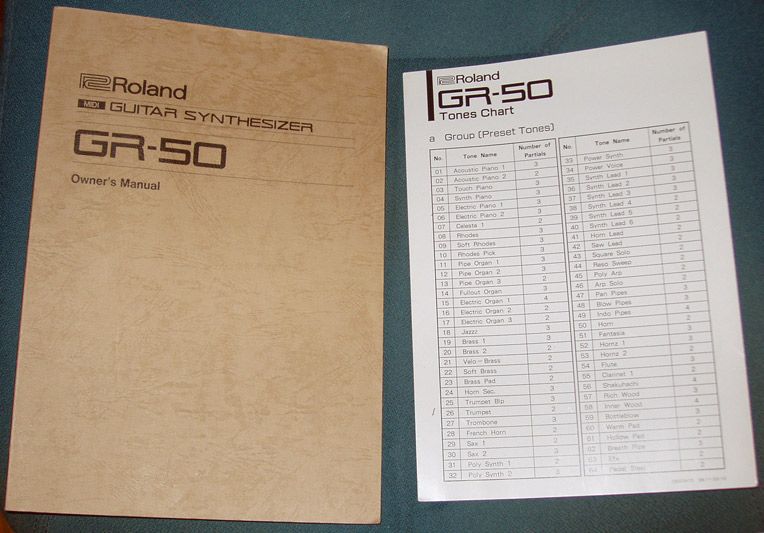 Roland
MIDI GUITAR SYNTHESIZER
GR-50
Owner's Manual
Roland
GR-50
Tones Chart
a Group (Preset Tones)
No. Tone Name Number of Partials
01 Acoustic Piano 1 3
02 Acoustic Piano 2 2
03 Touch Piano 3
04 Synth Piano 3
05 Electric Piano 1 3
06 Electric Piano 2 3
07 Celesta 1 2
08 Rhodes 3
09 Soft Rhodes 3
10 Rhodes Pick 3
11 Pipe Organ 1 3
12 Pipe Organ 2 3
13 Pipe Organ 3 2
14 Fullout Organ 3
15 Electric Organ 1 4
16 Electric Organ 2 2
17 Electric Organ 3 2
18 Jazzz 3
19 Brass 1 3
20 Brass 2 2
21 Velo-Brass 2
22 Soft Brass 2
23 Brass Pad 2
24 Horn Sec. 3
25 Trumpet Blp 3
26 Trumpet 2
27 Trombone 3
28 French Horn 2
29 Sax 1 2
30 Sax 2 3
31 Poly Synth 1 2
32 Poly Synth 2 3
No. Tone Name Number of Partials
33 Power Synth 3
34 Power Voice 3
35 Synth Lead 1 3
36 Synth Lead 2 3
37 Synth Lead 3 2
38 Synth Lead 4 2
39 Synth Lead 5 2
40 Synth Lead 6 2
41 Horn Lead 2
42 Saw Lead 2
43 Square Solo 2
44 Reso Sweep 2
45 Poly Arp 2
46 Arp Solo 2
47 Pan Pipes 3
48 Blow Pipes 3
49 Indo Pipes 4
50 Horn 2
51 Fantasia 3
52 Hornz 1 3
53 Hornz 2 3
54 Flute 3
55 Clarinet 1 2
56 Shakuhachi 4
57 Rich Wood 3
58 Inner Wood 4
59 Bottleblow 3
60 Warm Pad 2
61 Hollow Pad 2
62 Breath Pipe 3
63 Efx 2
64 Pedal Steel 2